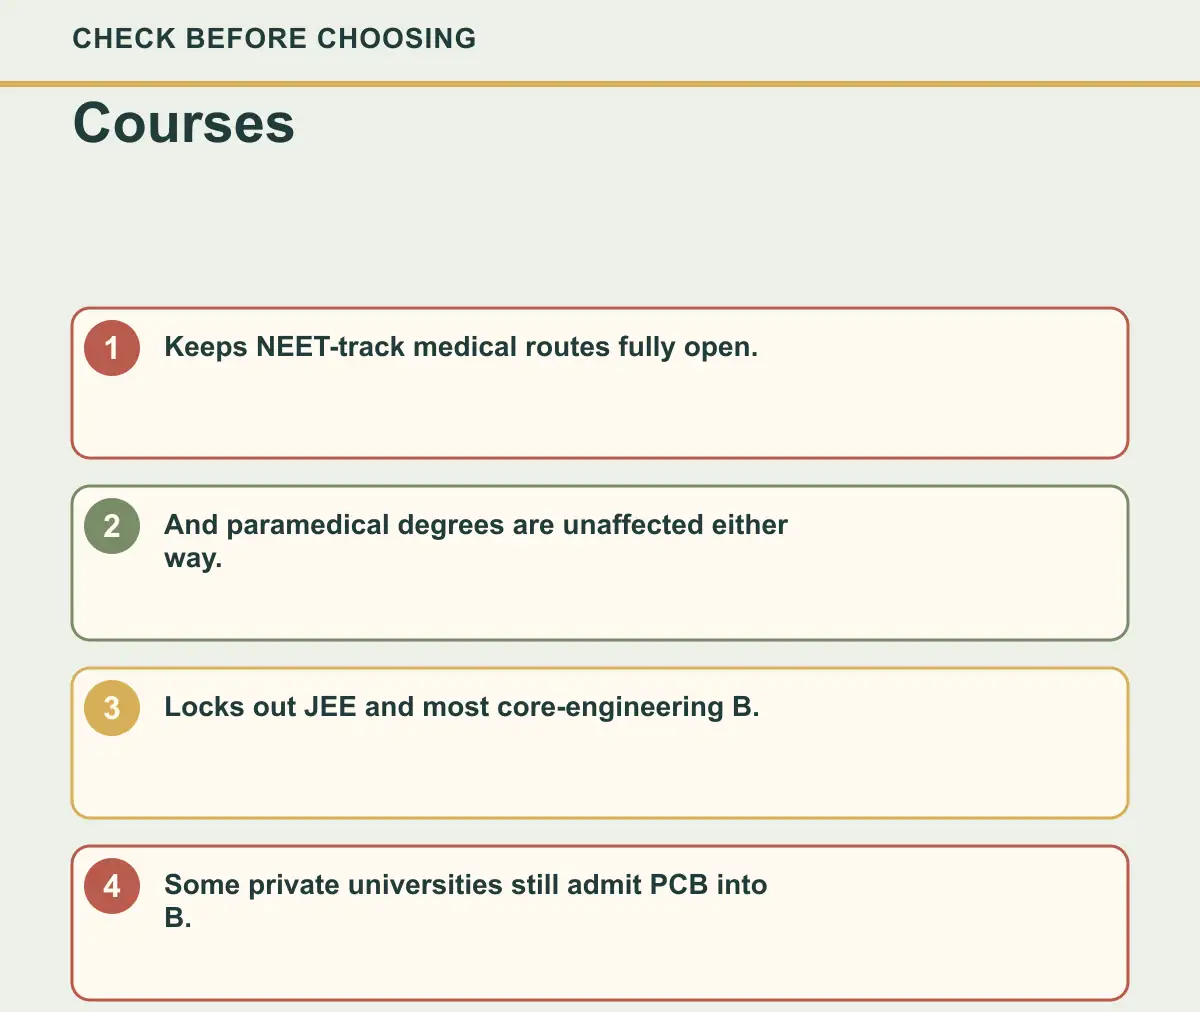 CHECK BEFORE CHOOSING
Courses
1 Keeps NEET-track medical routes fully open.
2 And paramedical degrees are unaffected either
way.
3 Locks out JEE and most core-engineering B.
4 Some private universities still admit PCB into
B.